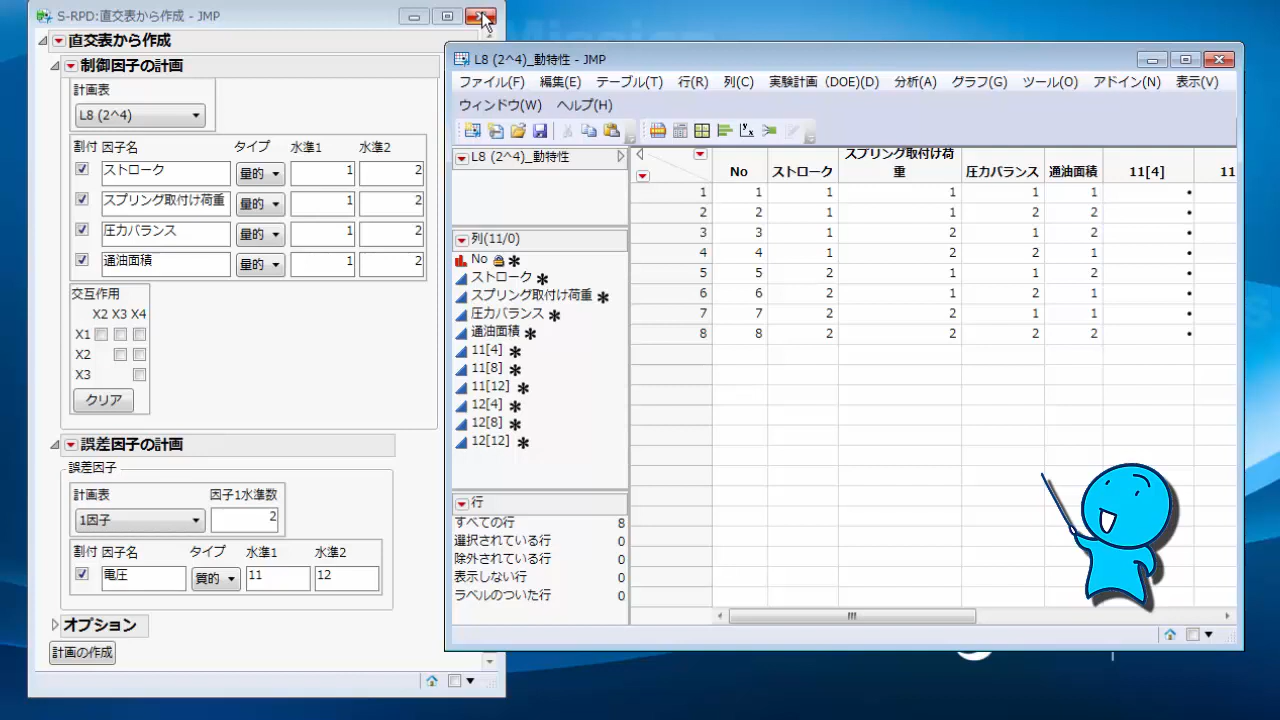 S-RPD:直交表から作成 - JMP
直交表から作成
制御因子の計画
計画表
L8 (2^4)
割付 因子名 タイプ 水準1 水準2
ストローク 量的 1 2
スプリング取付け荷重 量的 1 2
圧力バランス 量的 1 2
通油面積 量的 1 2
交互作用
X2 X3 X4
X1
X2
X3
クリア
誤差因子の計画
誤差因子
計画表 因子1水準数
1因子 2
割付 因子名 タイプ 水準1 水準2
電圧 質的 11 12
オプション
計画の作成
L8 (2^4)_動特性 - JMP
ファイル(F) 編集(E) テーブル(T) 行(R) 列(C) 実験計画（DOE)(D) 分析(A) グラフ(G) ツール(O) アドイン(N) 表示(V)
ウィンドウ(W) ヘルプ(H)
L8 (2^4)_動特性
列(11/0)
No
ストローク
スプリング取付け荷重
圧力バランス
通油面積
11[4]
11[8]
11[12]
12[4]
12[8]
12[12]
行
すべての行 8
選択されている行 0
除外されている行 0
表示しない行 0
ラベルのついた行 0
No ストローク スプリング取付け荷重 圧力バランス 通油面積 11[4] 11
1 1 1 1 1 1 •
2 2 1 1 2 2 •
3 3 1 2 1 2 •
4 4 1 2 2 1 •
5 5 2 1 1 2 •
6 6 2 1 2 1 •
7 7 2 2 1 1 •
8 8 2 2 2 2 •